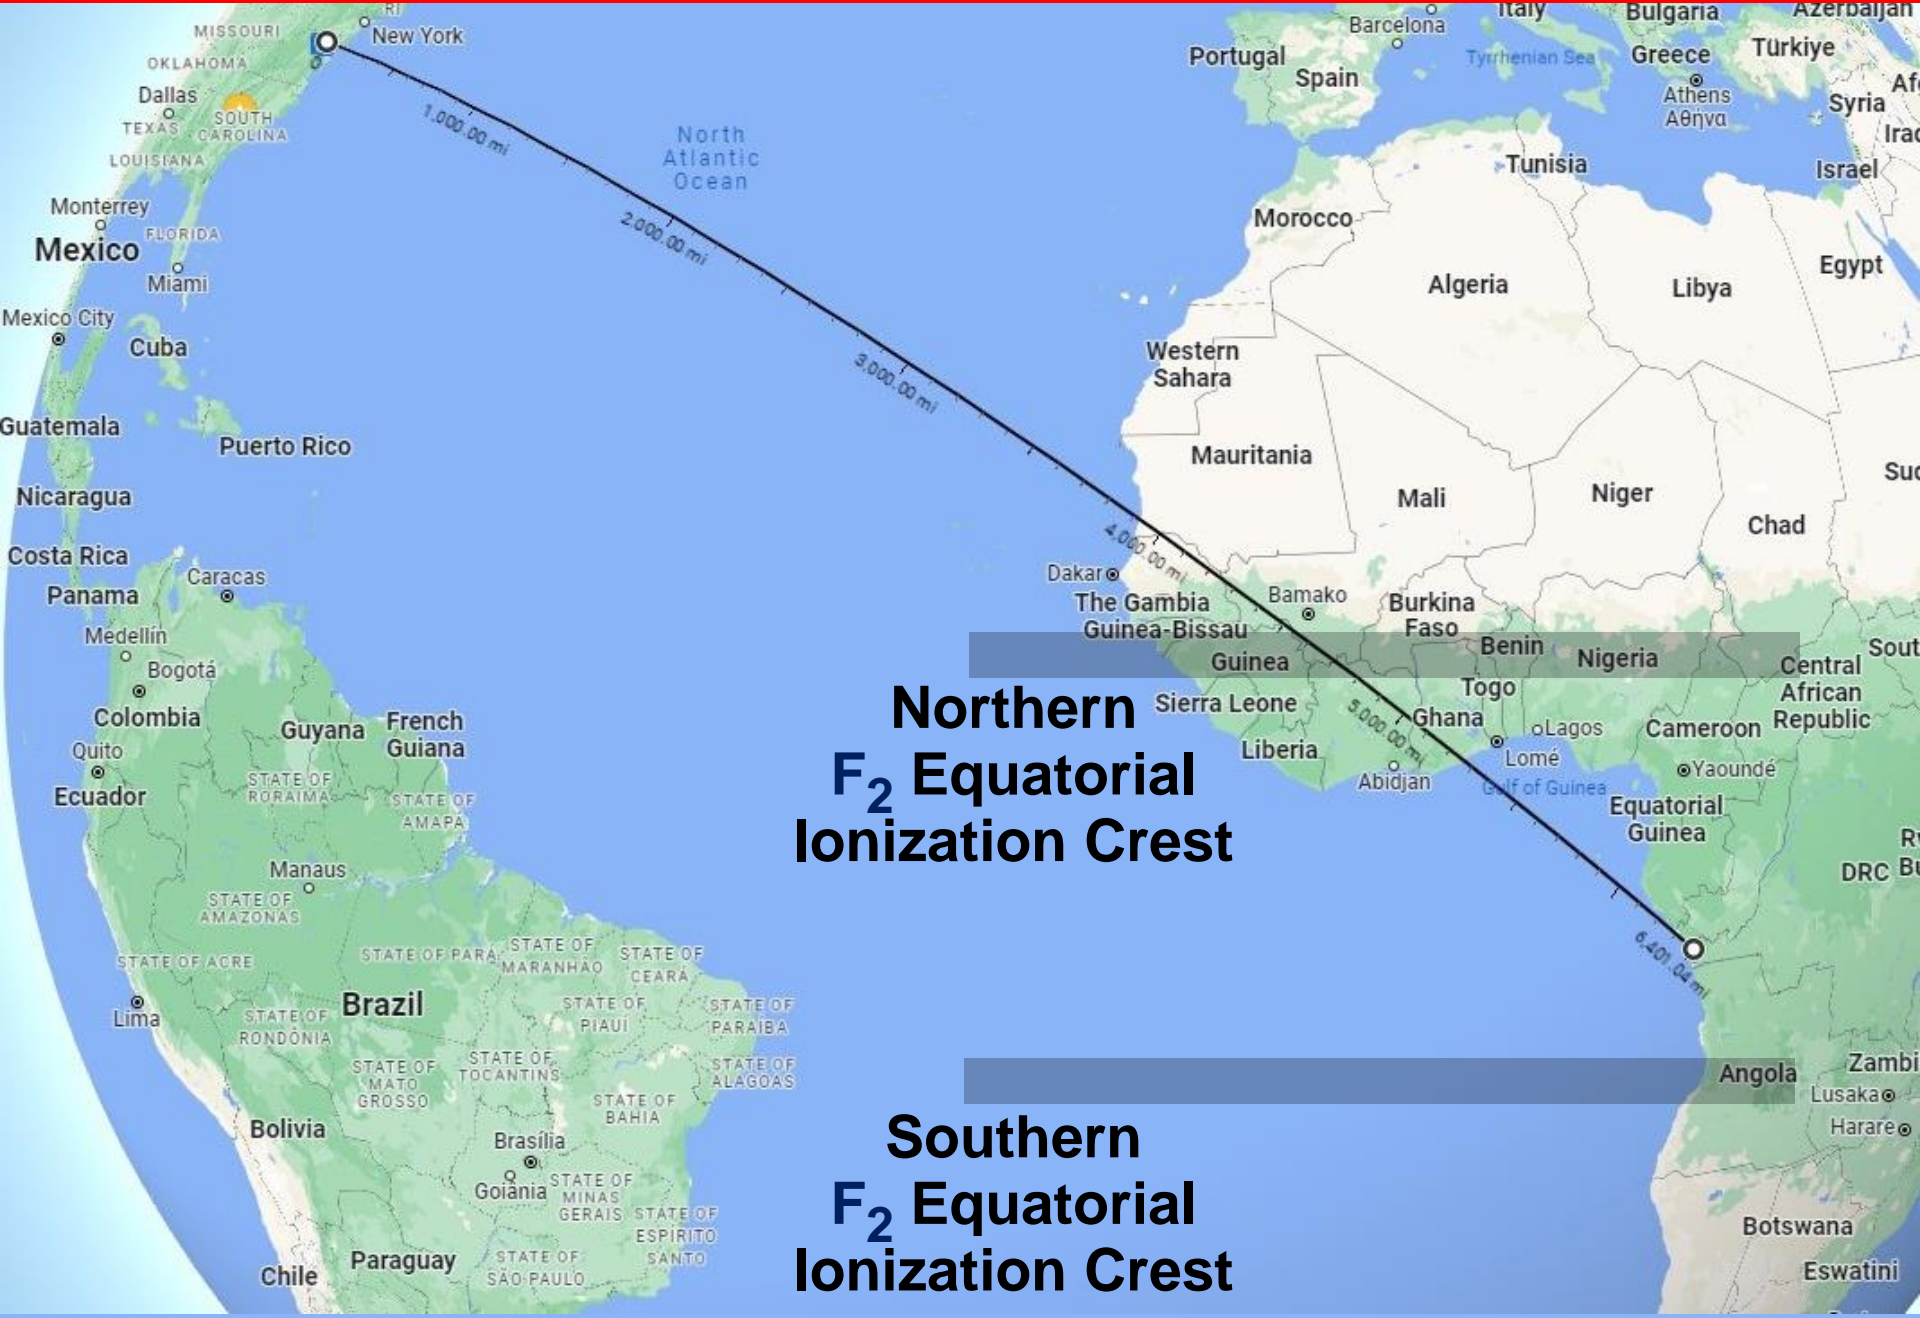 RI
Italy
Bulgaria
Azerbaijan
MISSOURI
New York
Barcelona
Portugal
Spain
Tyrrhenian Sea
Greece
Türkiye
OKLAHOMA
Dallas
TEXAS
SOUTH
CAROLINA
LOUISIANA
Athens
Αθήνα
Syria
1,000.00 mi
North
Atlantic
Ocean
Tunisia
Israel
Monterrey
Mexico
FLORIDA
Miami
2,000.00 mi
Morocco
Algeria
Libya
Egypt
Mexico City
Cuba
3,000.00 mi
Western
Sahara
Guatemala
Puerto Rico
Mauritania
Mali
Niger
Chad
Nicaragua
Costa Rica
Panama
Caracas
4,000.00 mi
Dakar
The Gambia
Guinea-Bissau
Bamako
Burkina
Faso
Medellín
Bogotá
Colombia
Guyana
French
Guiana
Guinea
Benin
Nigeria
Central
African
Republic
South
Sierra Leone
Togo
Ghana
5,000.00 mi
Lagos
Cameroon
Liberia
Abidjan
Lomé
Yaoundé
Gulf of Guinea
Equatorial
Guinea
Northern
F2 Equatorial
Ionization Crest
Quito
Ecuador
STATE OF
RORAIMA
STATE OF
AMAPÁ
Manaus
STATE OF
AMAZONAS
DRC
6,401.04 mi
STATE OF ACRE
STATE OF PARÁ
STATE OF
MARANHÃO
STATE OF
CEARÁ
Lima
Brazil
STATE OF
RONDÔNIA
STATE OF
PIAUÍ
STATE OF
PARAÍBA
STATE OF
MATO
GROSSO
STATE OF
TOCANTINS
STATE OF
ALAGOAS
STATE OF
BAHIA
Angola
Lusaka
Harare
Bolivia
Brasília
Goiânia
STATE OF
MINAS
GERAIS
STATE OF
ESPÍRITO
SANTO
Southern
F2 Equatorial
Ionization Crest
Botswana
Eswatini
Chile
Paraguay
STATE OF
SÃO PAULO